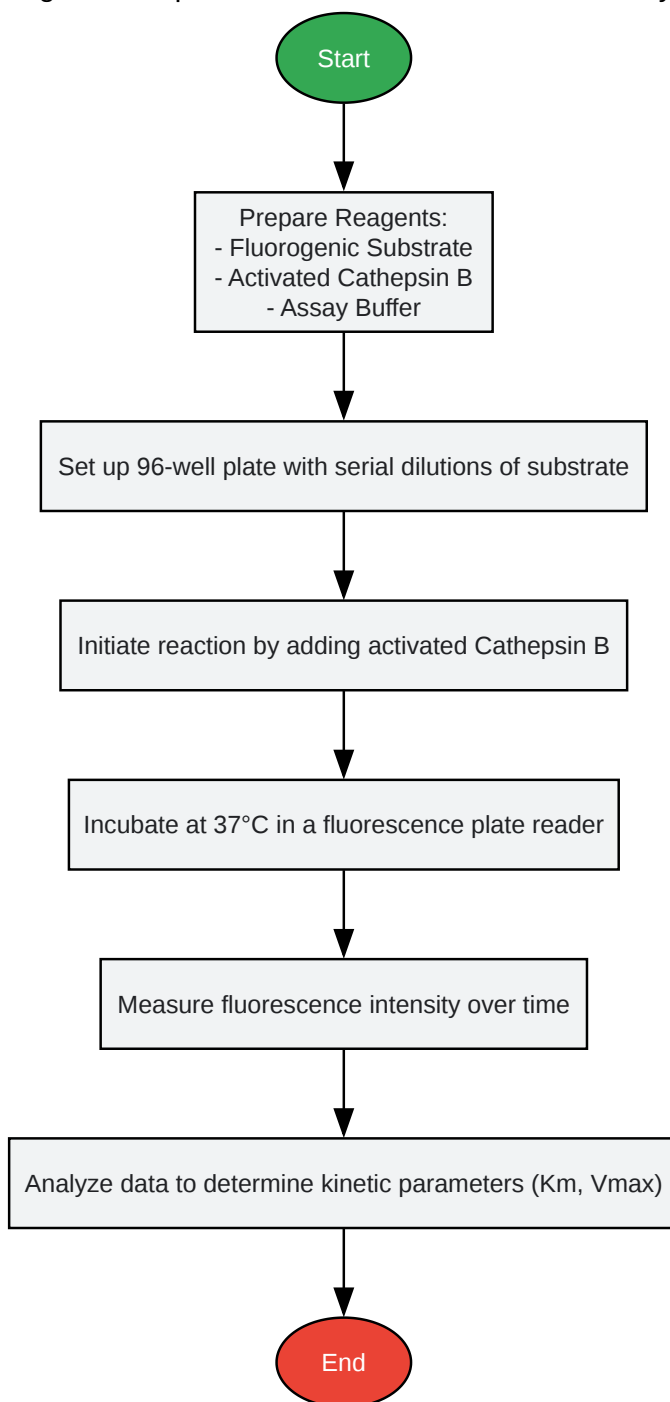 Start
Prepare Reagents:
- Fluorogenic Substrate
- Activated Cathepsin B
- Assay Buffer
Set up 96-well plate with serial dilutions of substrate
Initiate reaction by adding activated Cathepsin B
Incubate at 37°C in a fluorescence plate reader
Measure fluorescence intensity over time
Analyze data to determine kinetic parameters (Km, Vmax)
End